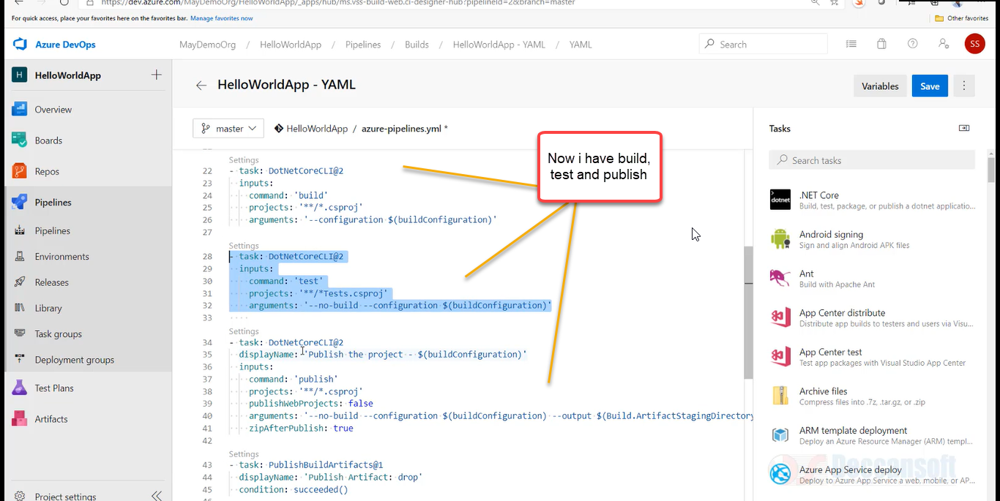 https://dev.azure.com/MayDemoOrg/HelloWorldApp/_apps/hub/ms.vss-build-web.ci-designer-hub?pipelineId=2&branch=master
For quick access, place your favorites here on the favorites bar. Manage favorites now
Other favorites
Azure DevOps
MayDemoOrg / HelloWorldApp / Pipelines / Builds / HelloWorldApp - YAML / YAML
Search
SS
H HelloWorldApp
Overview
Boards
Repos
Pipelines
Pipelines
Environments
Releases
Library
Task groups
Deployment groups
Test Plans
Artifacts
Project settings
HelloWorldApp - YAML
Variables
Save
master
HelloWorldApp / azure-pipelines.yml *
Now i have build,
test and publish
Settings
22 - task: DotNetCoreCLI@2
23 inputs:
24 command: 'build'
25 projects: '**/*.csproj'
26 arguments: '--configuration $(buildConfiguration)'
27
Settings
28 - task: DotNetCoreCLI@2
29 inputs:
30 command: 'test'
31 projects: '**/*Tests.csproj'
32 arguments: '--no-build --configuration $(buildConfiguration)'
33
Settings
34 - task: DotNetCoreCLI@2
35 displayName: 'Publish the project - $(buildConfiguration)'
36 inputs:
37 command: 'publish'
38 projects: '**/*.csproj'
39 publishWebProjects: false
40 arguments: '--no-build --configuration $(buildConfiguration) --output $(Build.ArtifactStagingDirectory
41 zipAfterPublish: true
42
Settings
43 - task: PublishBuildArtifacts@1
44 displayName: 'Publish Artifact: drop'
45 condition: succeeded()
Tasks
Search tasks
dotnet
.NET Core
Build, test, package, or publish a dotnet applicatio...
Android signing
Sign and align Android APK files
Ant
Build with Apache Ant
App Center distribute
Distribute app builds to testers and users via Visu...
App Center test
Test app packages with Visual Studio App Center
Archive files
Compress files into .7z, .tar.gz, or .zip
ARM template deployment
Deploy an Azure Resource Manager (ARM) templ...
Azure App Service deploy
Deploy to Azure App Service a web, mobile, or AP...
Deccansoft